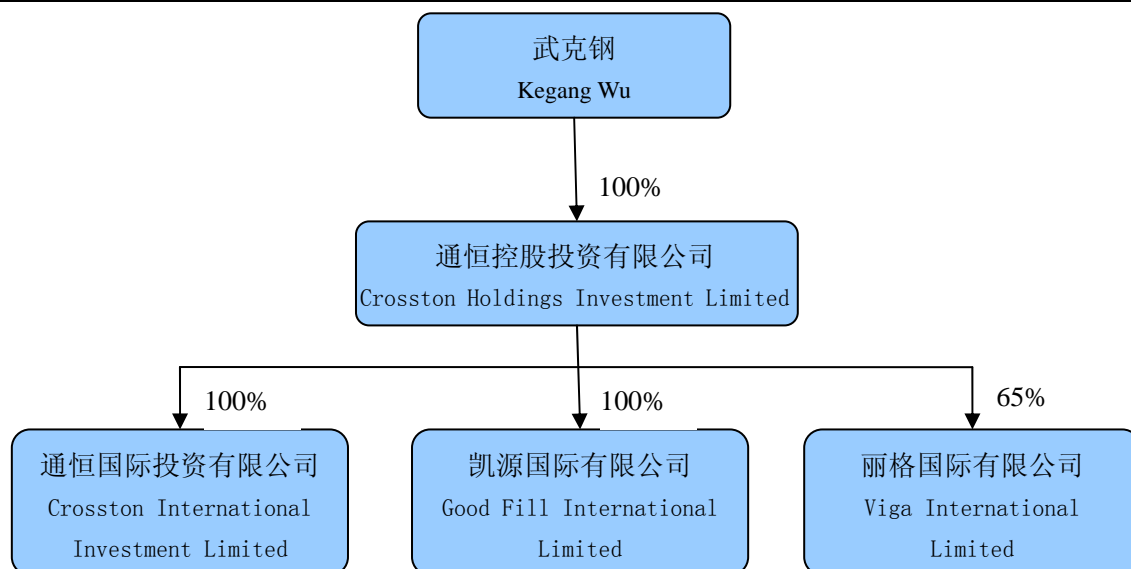 武克钢
Kegang Wu
100%
通恒控股投资有限公司
Crosston Holdings Investment Limited
100%
100%
65%
通恒国际投资有限公司
Crosston International
Investment Limited
凯源国际有限公司
Good Fill International
Limited
丽格国际有限公司
Viga International
Limited